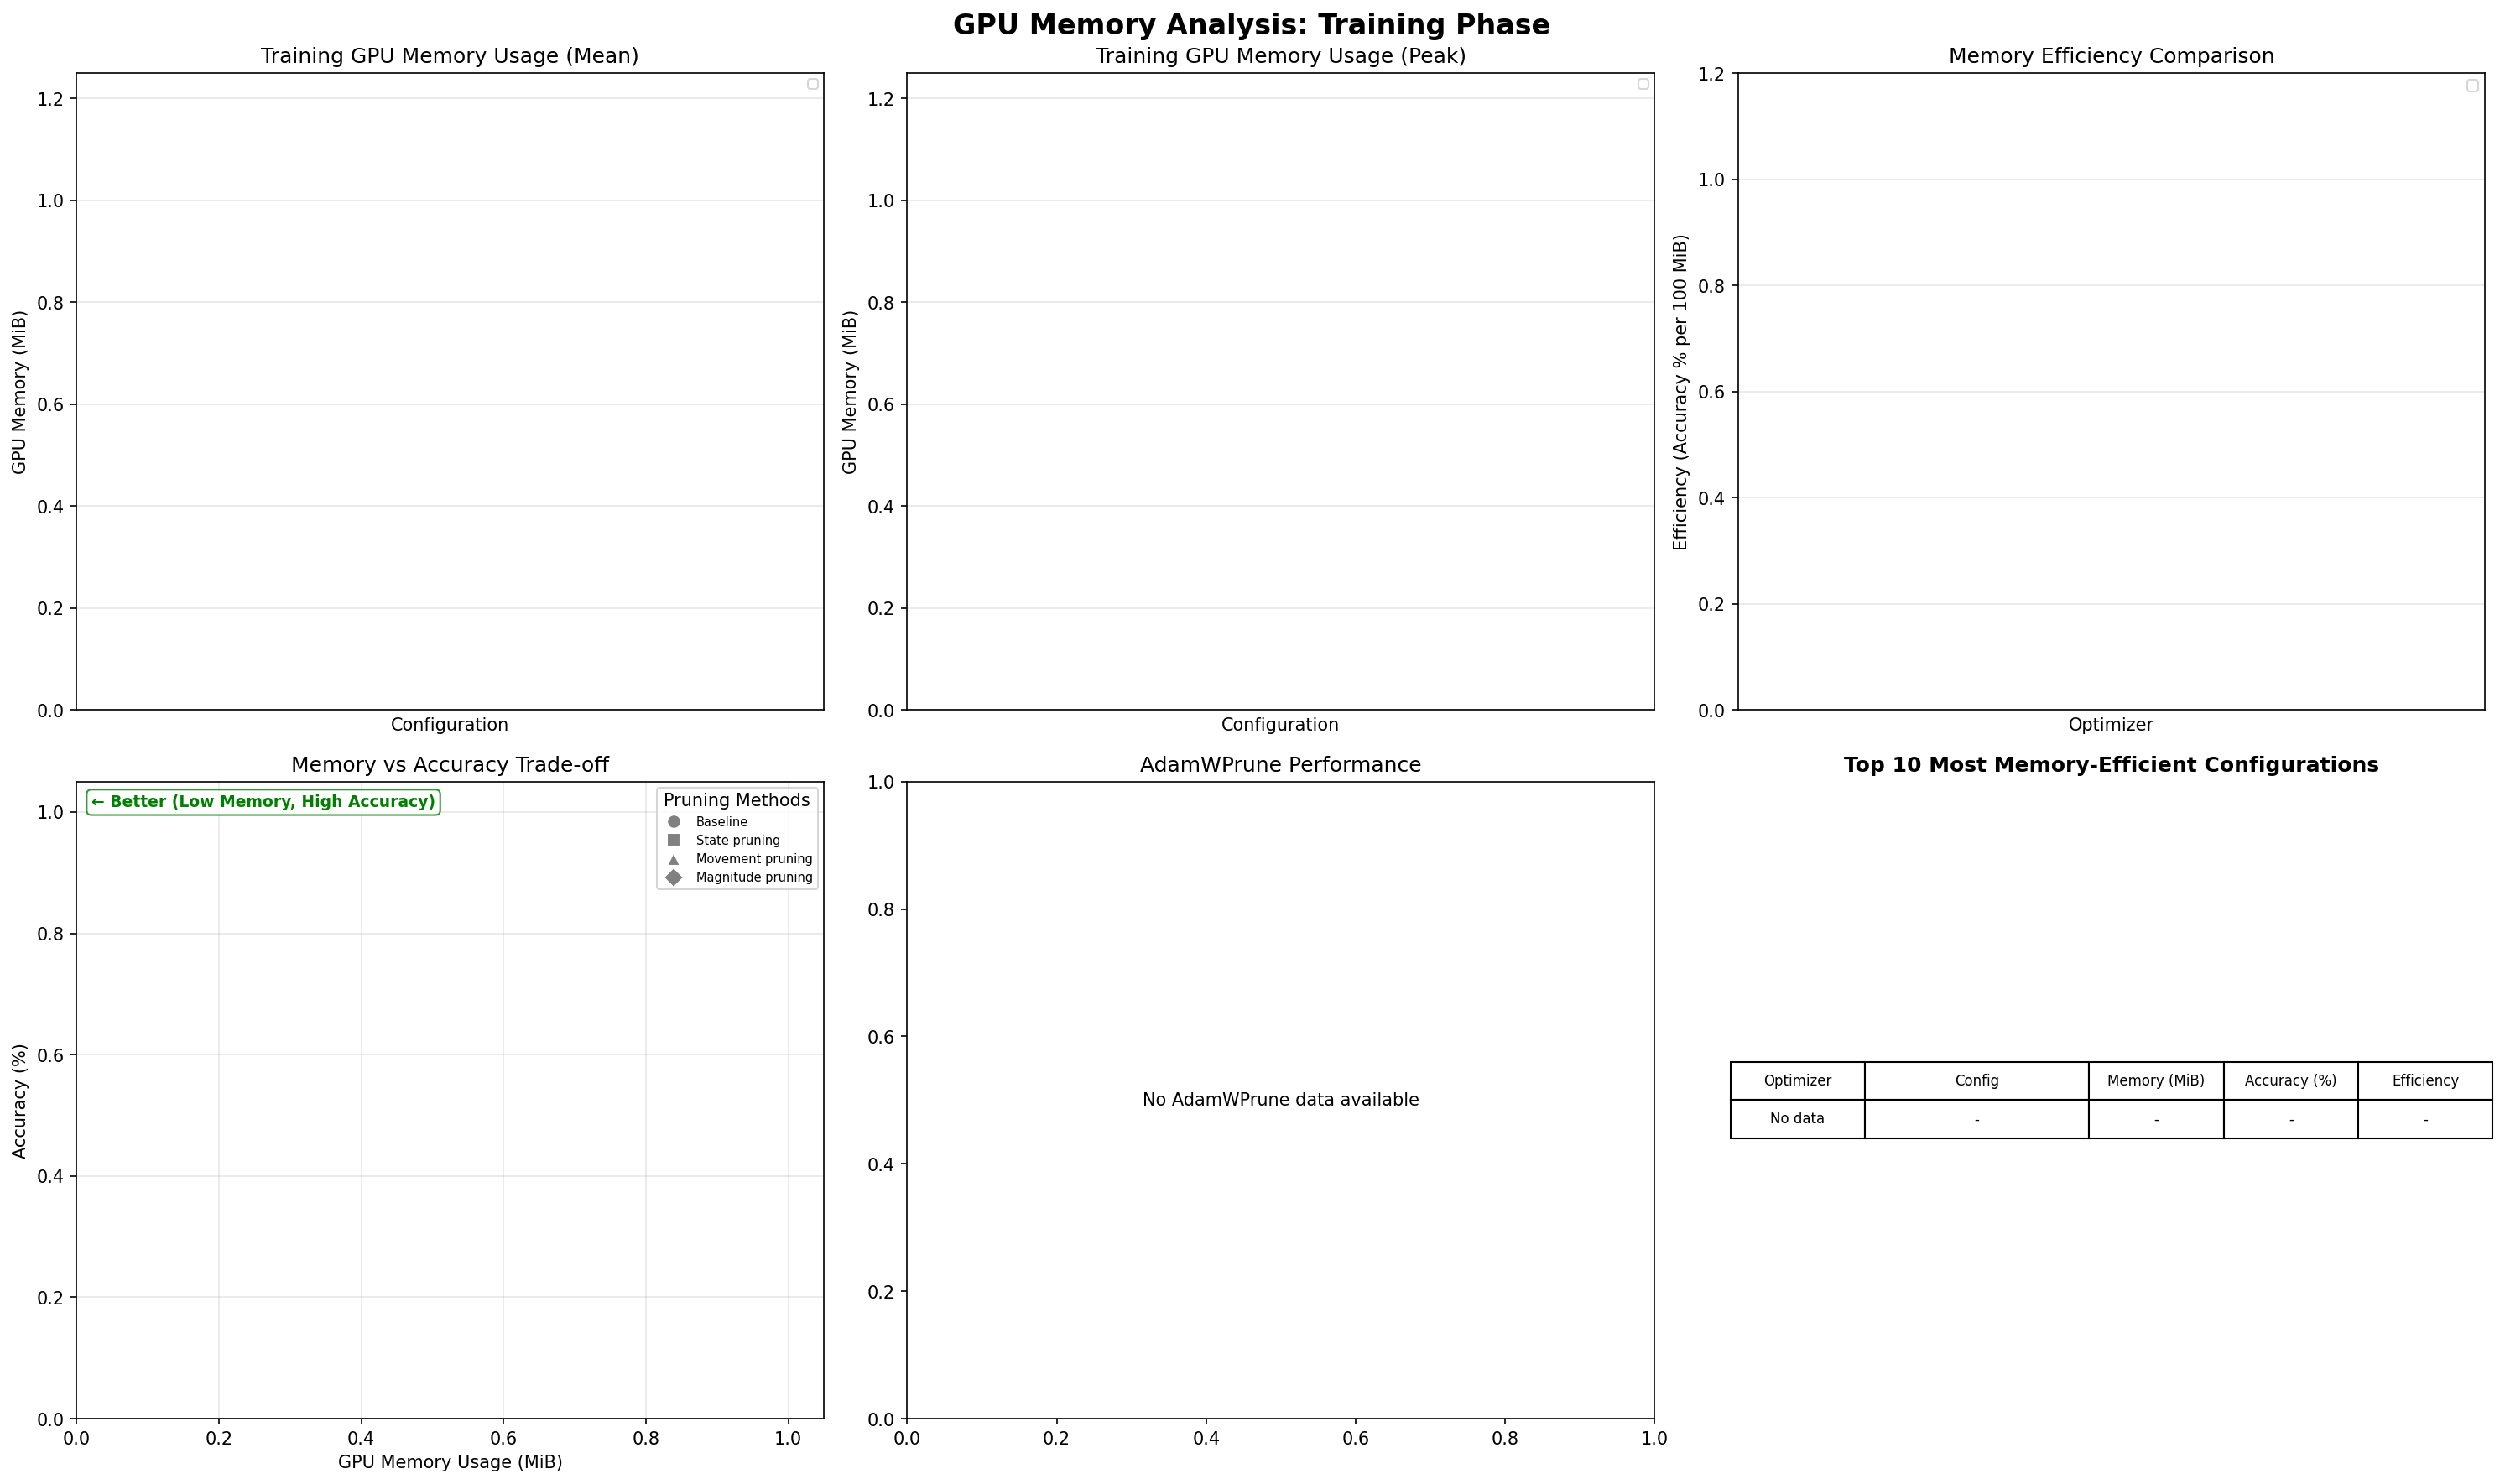 GPU Memory Analysis: Training Phase
Training GPU Memory Usage (Mean)
1.2
1.0
0.8
0.6
0.4
0.2
0.0
GPU Memory (MiB)
Configuration
Training GPU Memory Usage (Peak)
1.2
1.0
0.8
0.6
0.4
0.2
0.0
GPU Memory (MiB)
Configuration
Memory Efficiency Comparison
1.2
1.0
0.8
0.6
0.4
0.2
0.0
Efficiency (Accuracy % per 100 MiB)
Optimizer
Memory vs Accuracy Trade-off
← Better (Low Memory, High Accuracy)
Pruning Methods
Baseline
State pruning
Movement pruning
Magnitude pruning
1.0
0.8
0.6
0.4
0.2
0.0
Accuracy (%)
0.0 0.2 0.4 0.6 0.8 1.0
GPU Memory Usage (MiB)
AdamWPrune Performance
1.0
0.8
0.6
0.4
0.2
0.0
No AdamWPrune data available
0.0 0.2 0.4 0.6 0.8 1.0
Top 10 Most Memory-Efficient Configurations
Optimizer Config Memory (MiB) Accuracy (%) Efficiency
No data - - - -